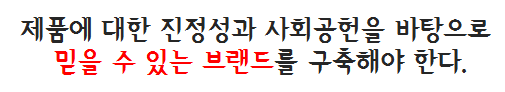 제품에 대한 진정성과 사회공헌을 바탕으로
믿을 수 있는 브랜드를 구축해야 한다.